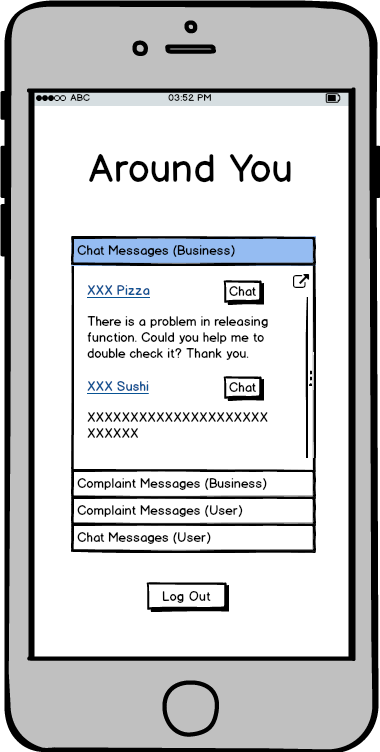 ABC 03:52 PM
Around You
Chat Messages (Business)
XXX Pizza Chat
There is a problem in releasing
function. Could you help me to
double check it? Thank you.
XXX Sushi Chat
XXXXXXXXXXXXXXXXXXXXX
XXXXXX
Complaint Messages (Business)
Complaint Messages (User)
Chat Messages (User)
Log Out